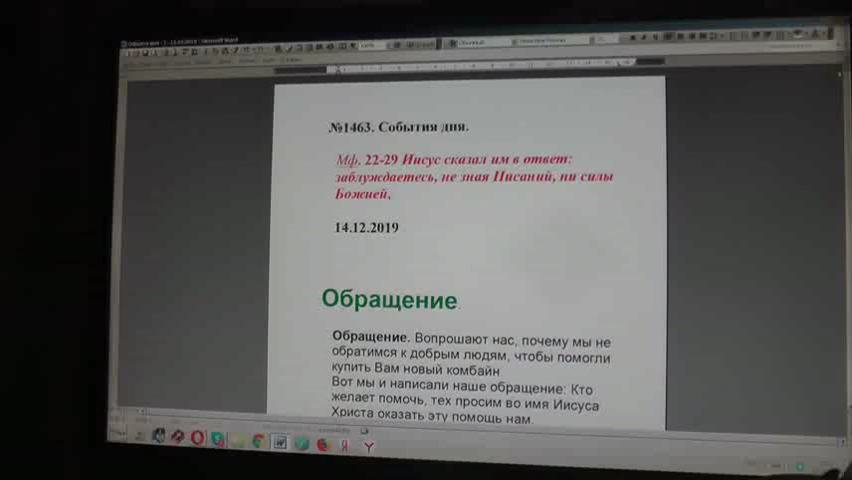 №1463. События дня.
Мф. 22-29 Иисус сказал им в ответ:
заблуждаетесь, не зная Писаний, ни силы
Божией,
14.12.2019
Обращение
Обращение. Вопрошают нас, почему мы не
обратимся к добрым людям, чтобы помогли
купить Вам новый комбайн
Вот мы и написали наше обращение: Кто
желает помочь, тех просим во имя Иисуса
Христа оказать эту помощь нам.